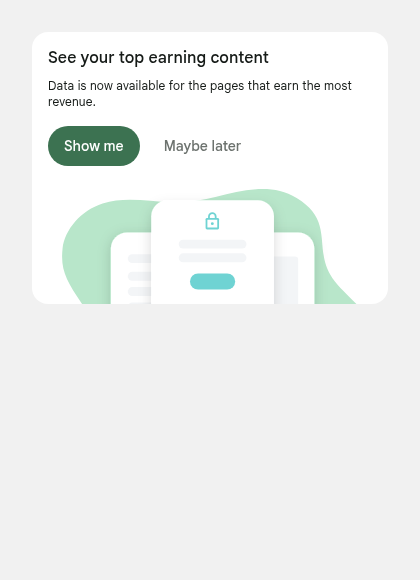 See your top earning content
Data is now available for the pages that earn the most
revenue.
Show me
Maybe later